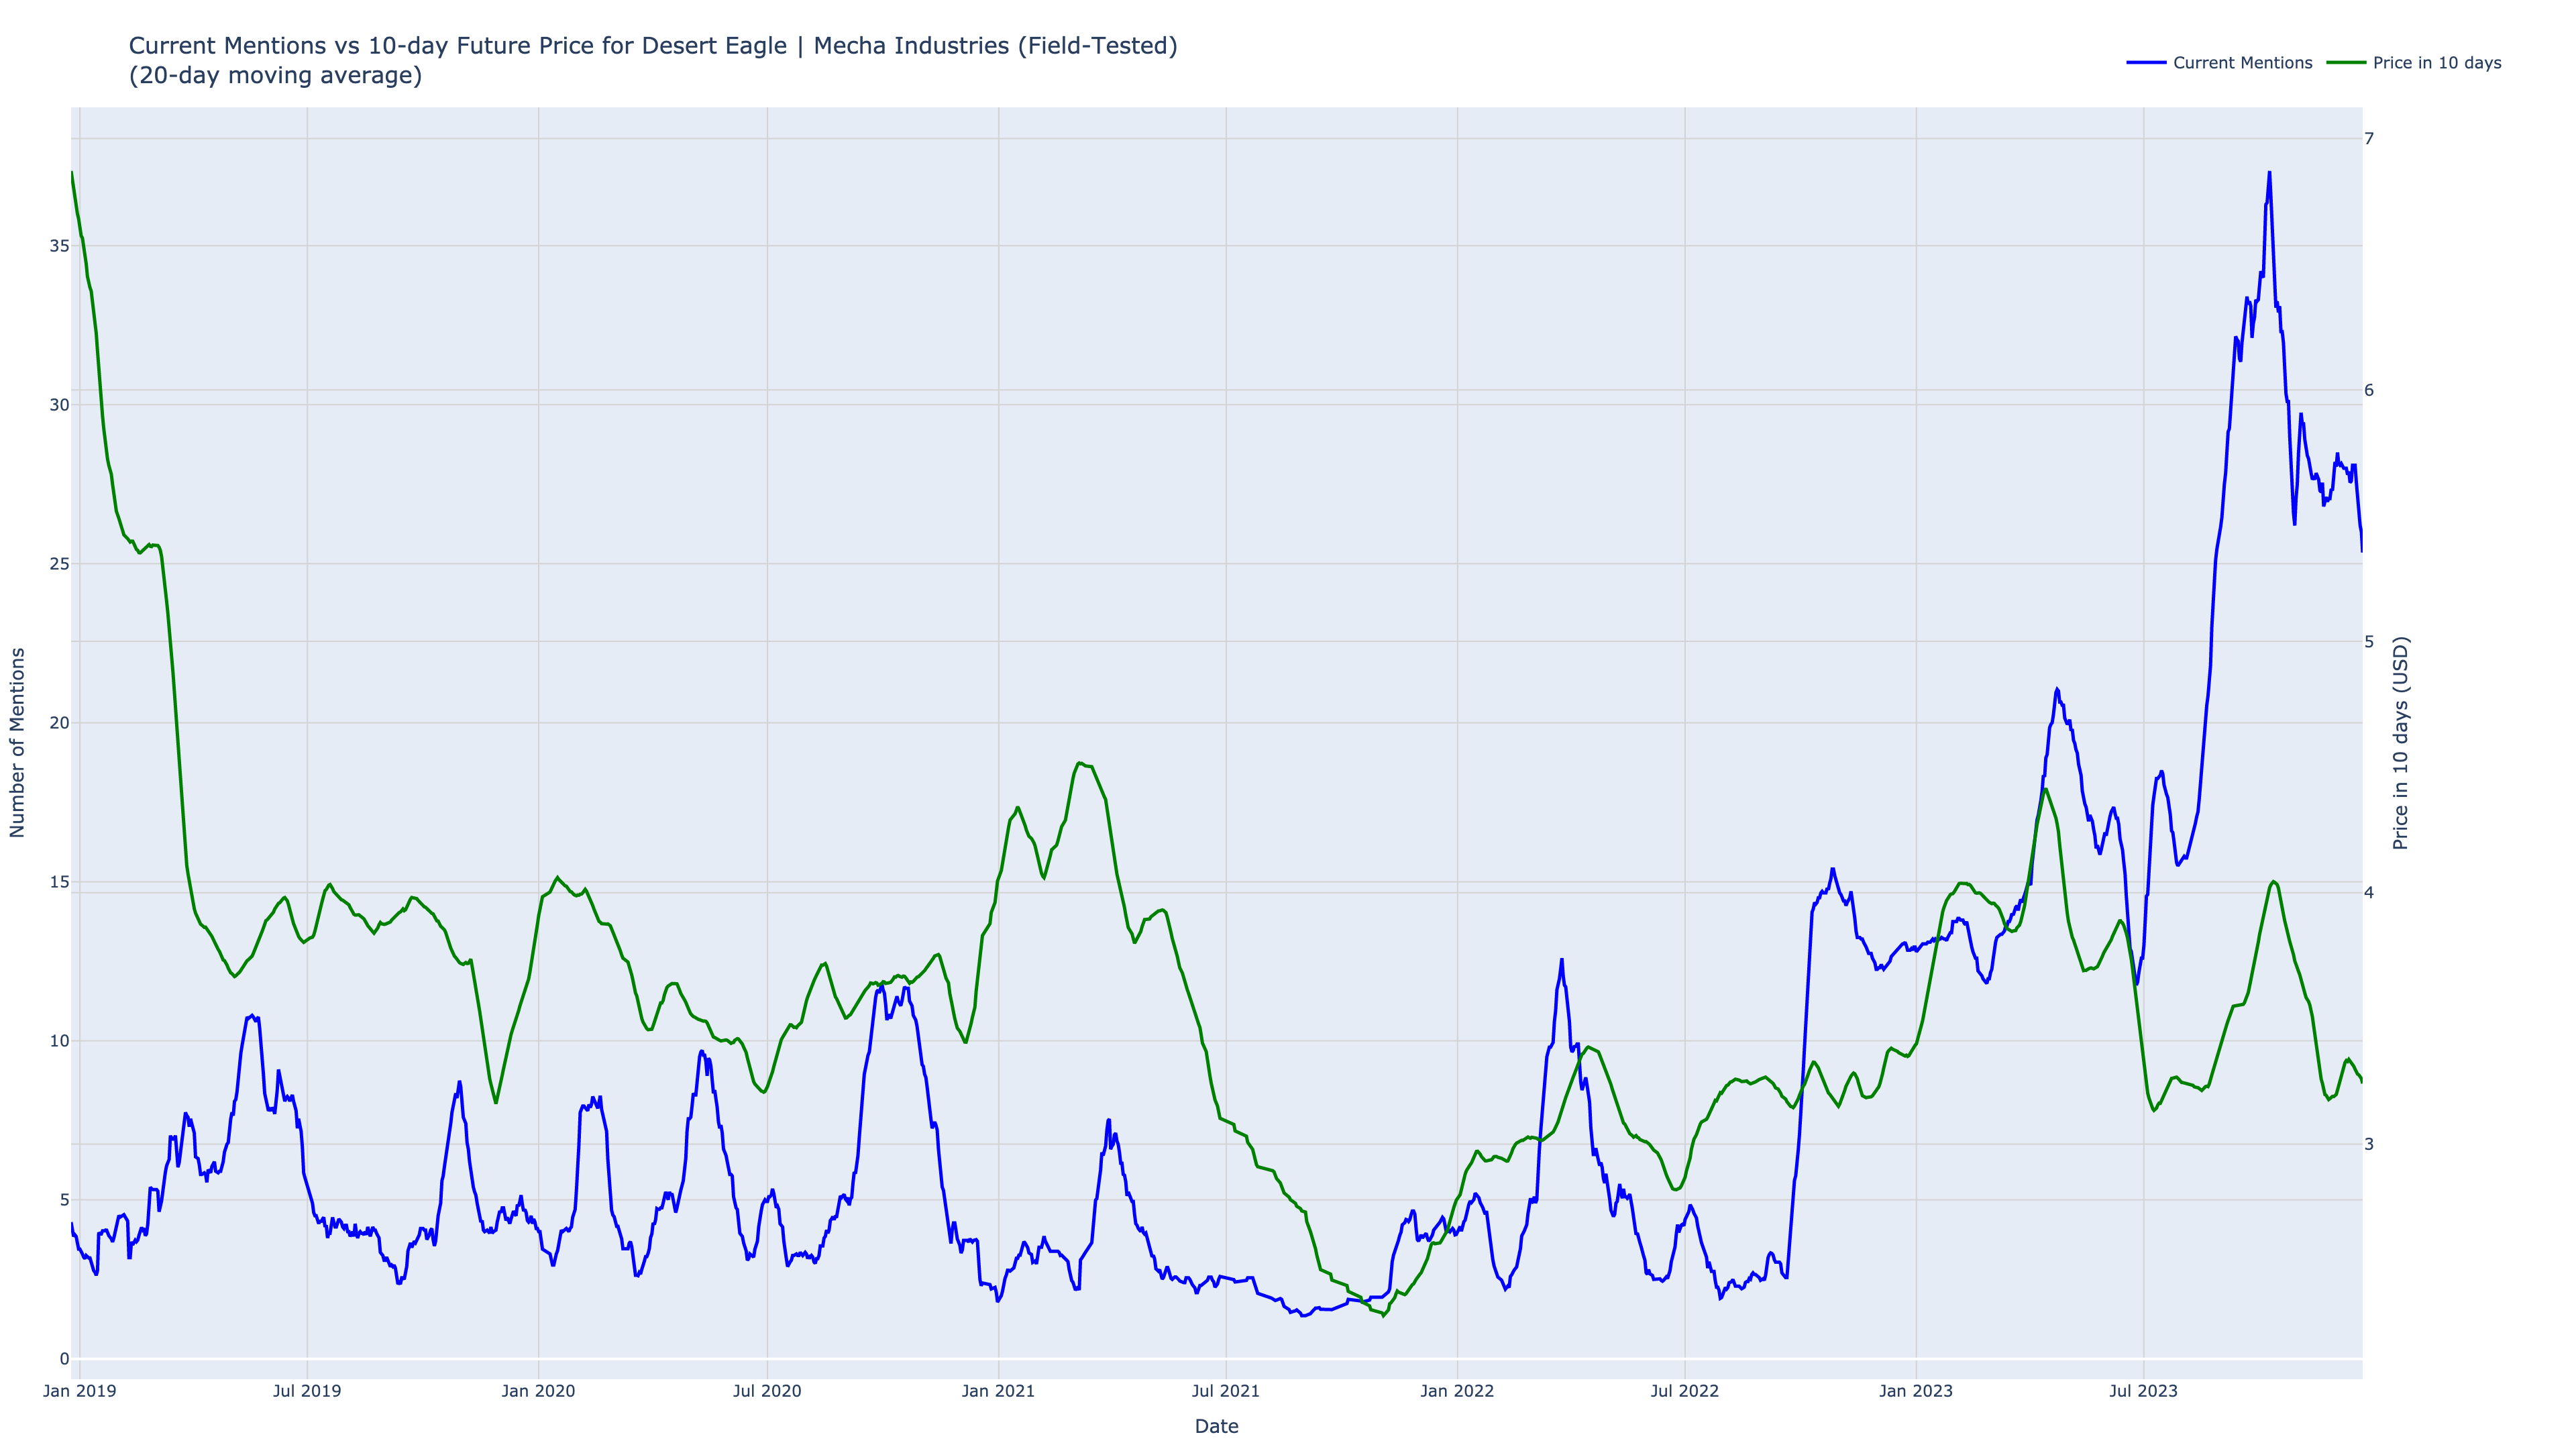 Current Mentions vs 10-day Future Price for Desert Eagle | Mecha Industries (Field-Tested)
(20-day moving average)
Current Mentions
Price in 10 days
Number of Mentions
35
30
25
20
15
10
5
0
7
6
5
4
3
Price in 10 days (USD)
Jan 2019
Jul 2019
Jan 2020
Jul 2020
Jan 2021
Jul 2021
Jan 2022
Jul 2022
Jan 2023
Jul 2023
Date